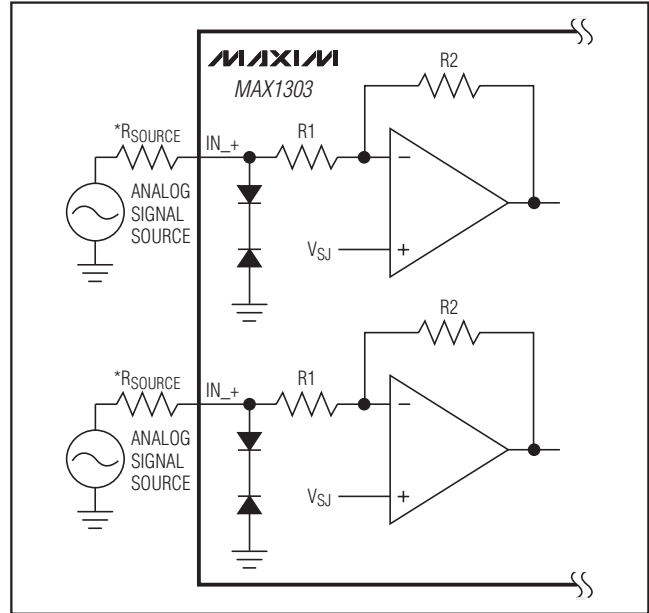 MAXIM
MAX1303
R2
*RSOURCE
IN_+
R1
−
ANALOG
SIGNAL
SOURCE
VSJ
+
R2
*RSOURCE
IN_+
R1
−
ANALOG
SIGNAL
SOURCE
VSJ
+